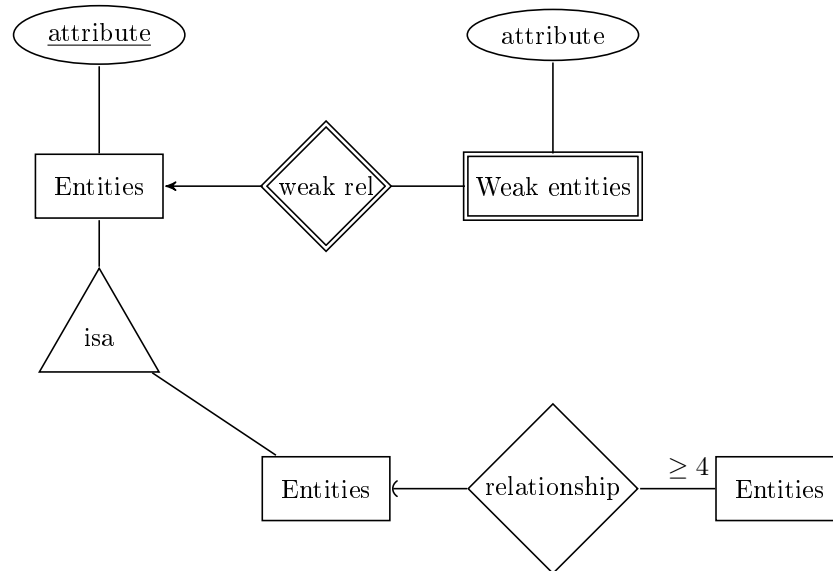 attribute
attribute
Entities
weak rel
Weak entities
isa
Entities
relationship
≥ 4
Entities